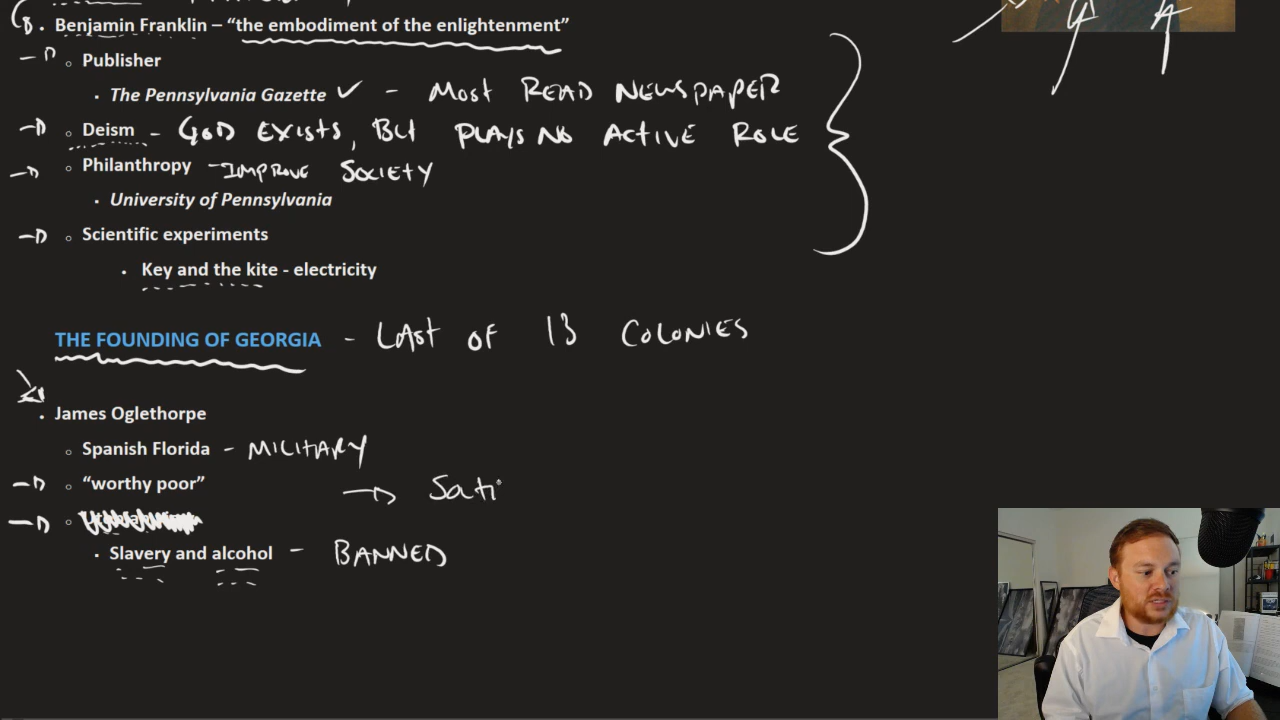 Benjamin Franklin – “the embodiment of the enlightenment”
Publisher
The Pennsylvania Gazette ✓ - MOST READ NEWSPAPER
Deism - GOD EXISTS, BUT PLAYS NO ACTIVE ROLE
Philanthropy - IMPROVE SOCIETY
University of Pennsylvania
Scientific experiments
Key and the kite - electricity
THE FOUNDING OF GEORGIA - LAST OF 13 COLONIES
James Oglethorpe
Spanish Florida - MILITARY
“worthy poor” → Sati
Slavery and alcohol - BANNED